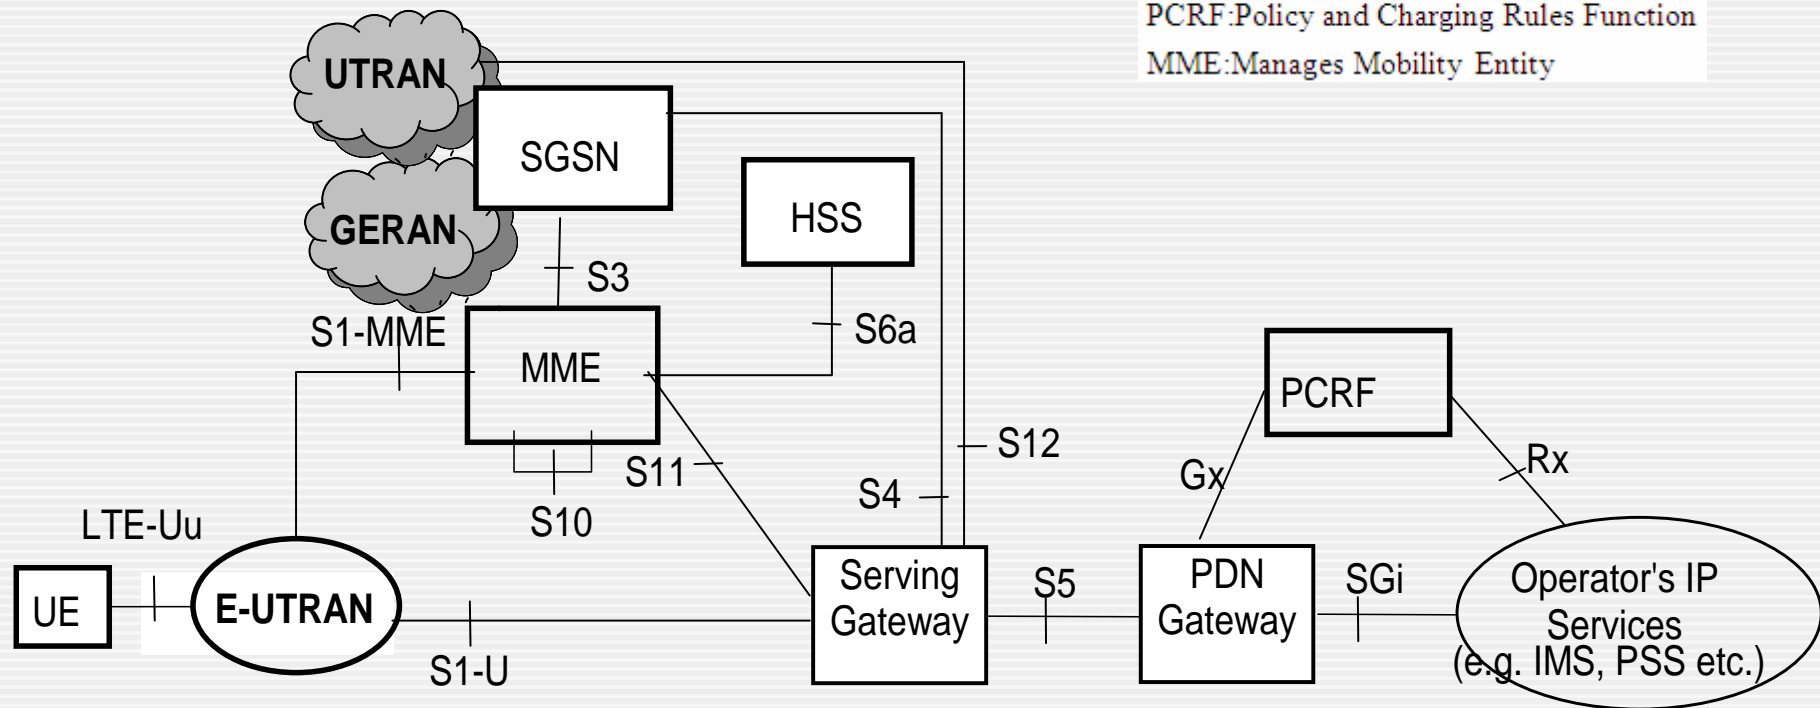 PCRF:Policy and Charging Rules Function
MME:Manages Mobility Entity
UTRAN
SGSN
HSS
GERAN
S3
S1-MME
S6a
MME
PCRF
S12
S11
Gx
Rx
S4
S10
LTE-Uu
Serving
Gateway
S5
PDN
Gateway
SGi
Operator's IP
Services
(e.g. IMS, PSS etc.)
UE
E-UTRAN
S1-U